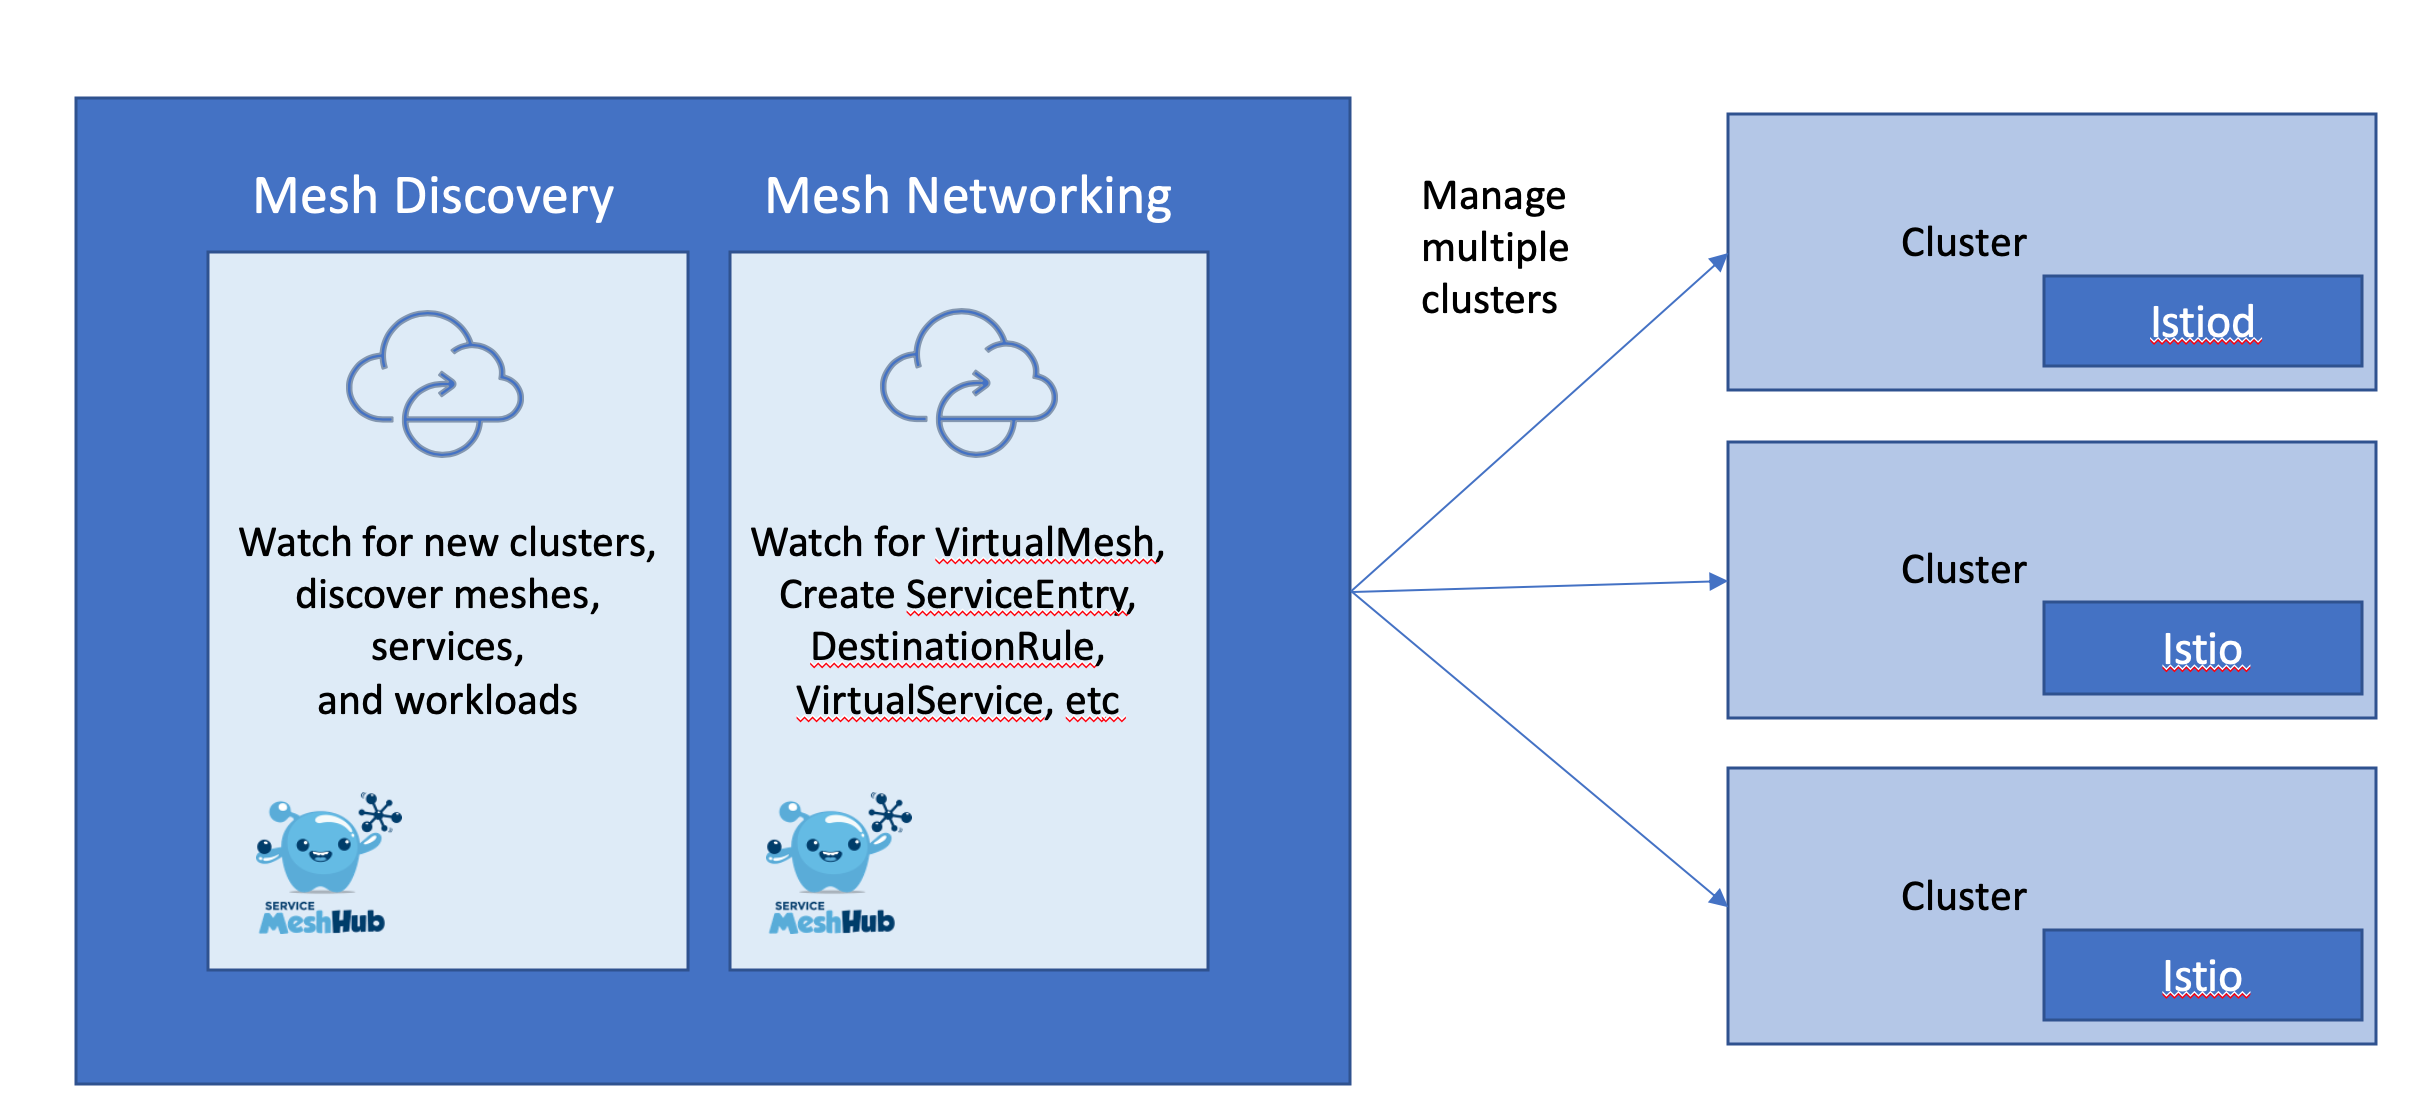 Mesh Discovery
Watch for new clusters,
discover meshes,
services,
and workloads
SERVICE
MeshHub
Mesh Networking
Watch for VirtualMesh,
Create ServiceEntry,
DestinationRule,
VirtualService, etc
SERVICE
MeshHub
Manage
multiple
clusters
Cluster
Istiod
Cluster
Istio
Cluster
Istio